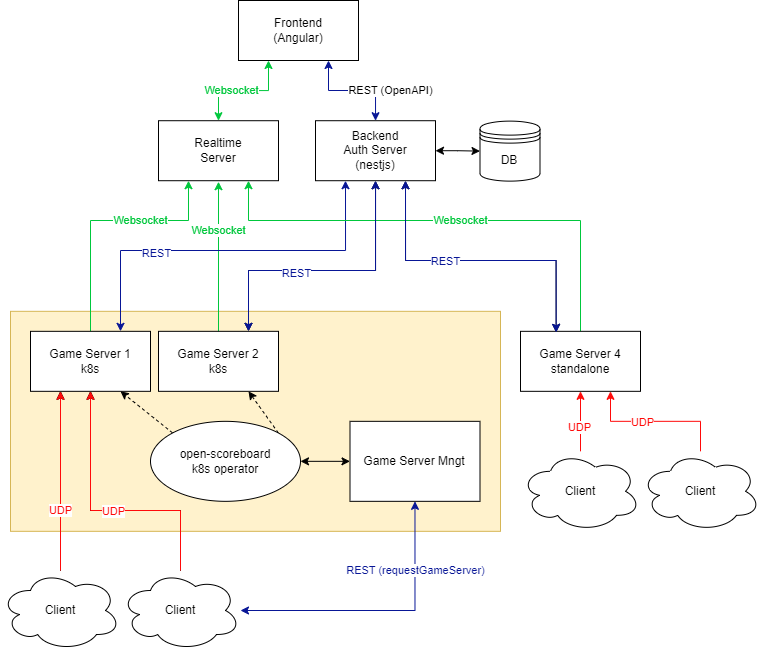 Frontend
(Angular)
Websocket
REST (OpenAPI)
Realtime
Server
Backend
Auth Server
(nestjs)
DB
Websocket
Websocket
Websocket
REST
REST
REST
Game Server 1
k8s
Game Server 2
k8s
Game Server 4
standalone
UDP
UDP
open-scoreboard
k8s operator
Game Server Mngt
Client
Client
UDP
UDP
REST (requestGameServer)
Client
Client